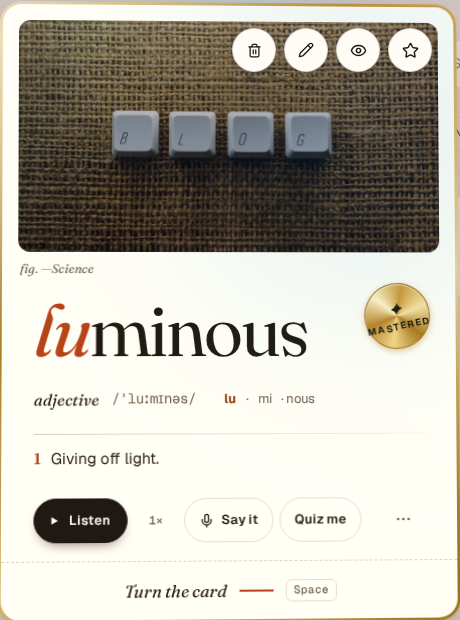 B L O G
fig. —Science
luminous
MASTERED
adjective /ˈluːmɪnəs/ lu · mi · nous
1 Giving off light.
Listen 1× Say it Quiz me ...
Turn the card Space